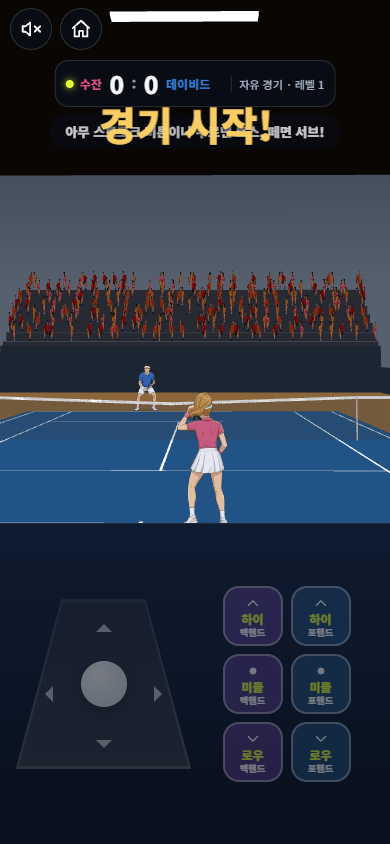 수잔 0 : 0 데이비드 자유 경기 · 레벨 1
경기 시작!
아무 때면 서브!
하이 백핸드
하이 포핸드
미들 백핸드
미들 포핸드
로우 백핸드
로우 포핸드